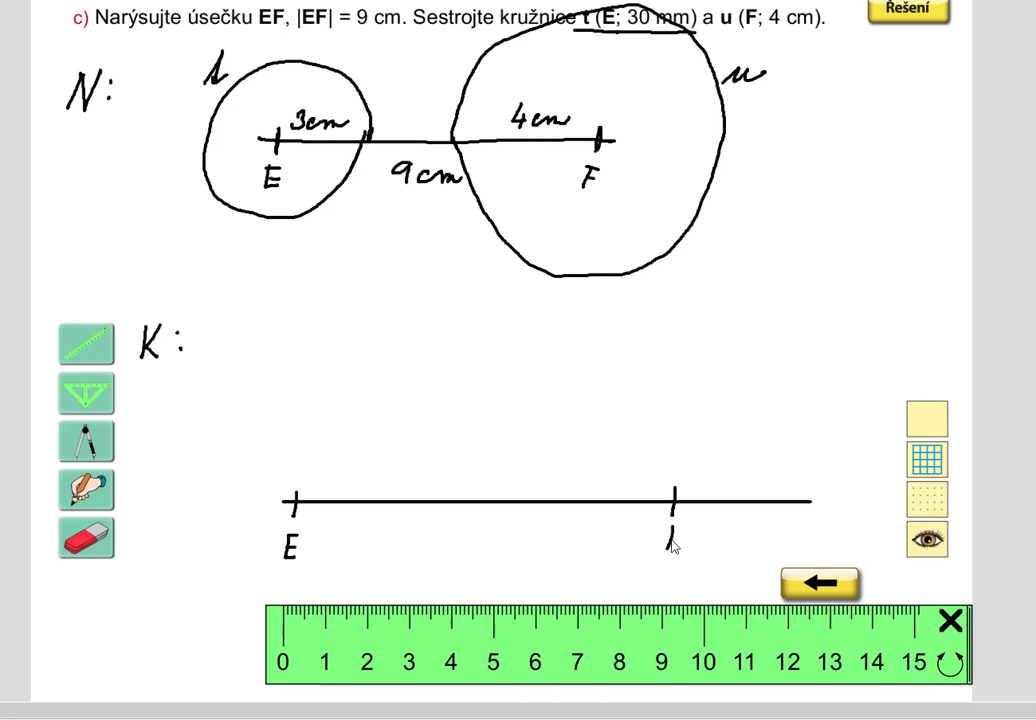 c) Narýsujte úsečku EF, |EF| = 9 cm. Sestrojte kružnice t (E; 30 mm) a u (F; 4 cm).
Řešení
N:
t
u
3cm
4cm
E
9cm
F
K:
E
0 1 2 3 4 5 6 7 8 9 10 11 12 13 14 15